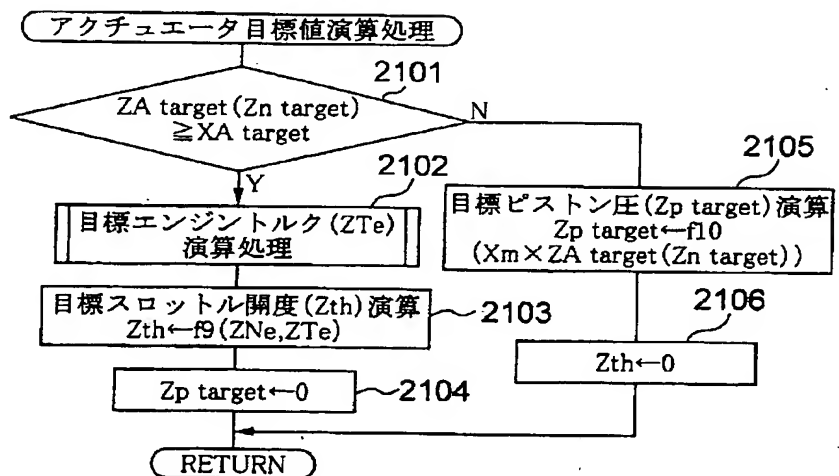 アクチュエータ目標値演算処理
2101
ZA target(Zn target)
≧XA target
N
Y
2102
目標エンジントルク(ZTe)
演算処理
目標スロットル開度(Zth)演算
Zth←f9(ZNe,ZTe)
2103
Zp target←0
2104
2105
目標ピストン圧(Zp target)演算
Zp target←f10
(Xm×ZA target(Zn target))
2106
Zth←0
RETURN